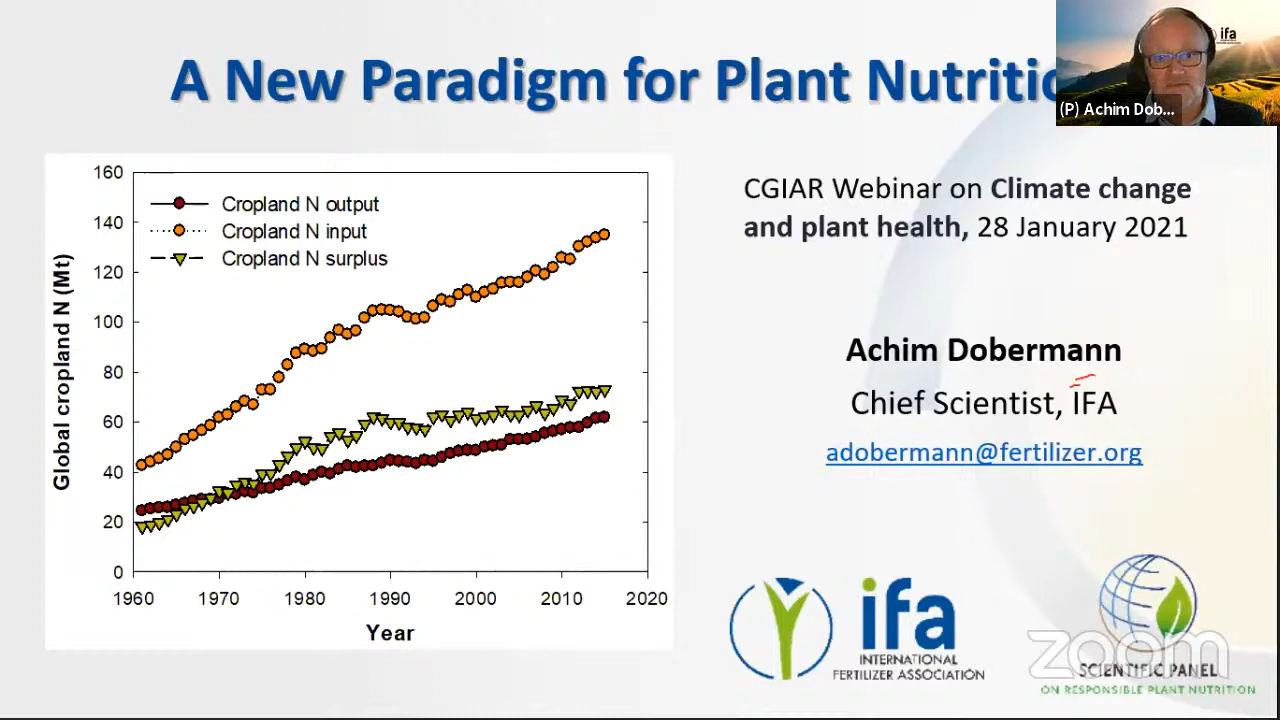 A New Paradigm for Plant Nutritio
ifa
(P) Achim Dob...
CGIAR Webinar on Climate change
and plant health, 28 January 2021
Achim Dobermann
Chief Scientist, IFA
adobermann@fertilizer.org
Global cropland N (Mt)
160
140
120
100
80
60
40
20
0
Cropland N output
Cropland N input
Cropland N surplus
1960 1970 1980 1990 2000 2010 2020
Year
ifa
INTERNATIONAL
FERTILIZER ASSOCIATION
zoom
SCIENTIFIC PANEL
ON RESPONSIBLE PLANT NUTRITION